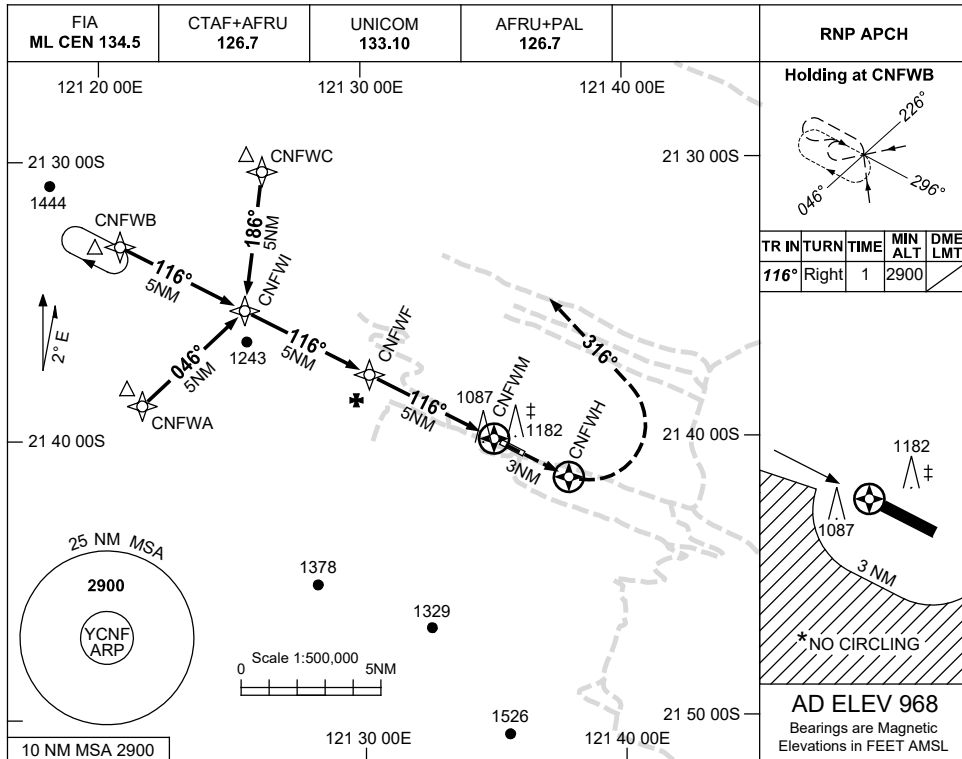 FIA
ML CEN 134.5
CTAF+AFRU
126.7
UNICOM
133.10
AFRU+PAL
126.7
RNP APCH
121 20 00E
121 30 00E
121 40 00E
Holding at CNFWB
226°
296°
046°
TR IN
TURN
TIME
MIN ALT
DME LMT
116°
Right
1
2900
21 30 00S
21 30 00S
1444
CNFWC
CNFWB
186°
5NM
116°
5NM
CNFWI
2° E
1243
116°
5NM
CNFWF
046°
5NM
CNFWA
316°
116°
5NM
1087
CNFWM
‡
1182
CNFWH
3NM
21 40 00S
21 40 00S
1182
‡
1087
3 NM
*NO CIRCLING
25 NM MSA
2900
YCNF
ARP
1378
1329
Scale 1:500,000
0
5NM
1526
21 50 00S
10 NM MSA 2900
121 30 00E
121 40 00E
AD ELEV 968
Bearings are Magnetic
Elevations in FEET AMSL